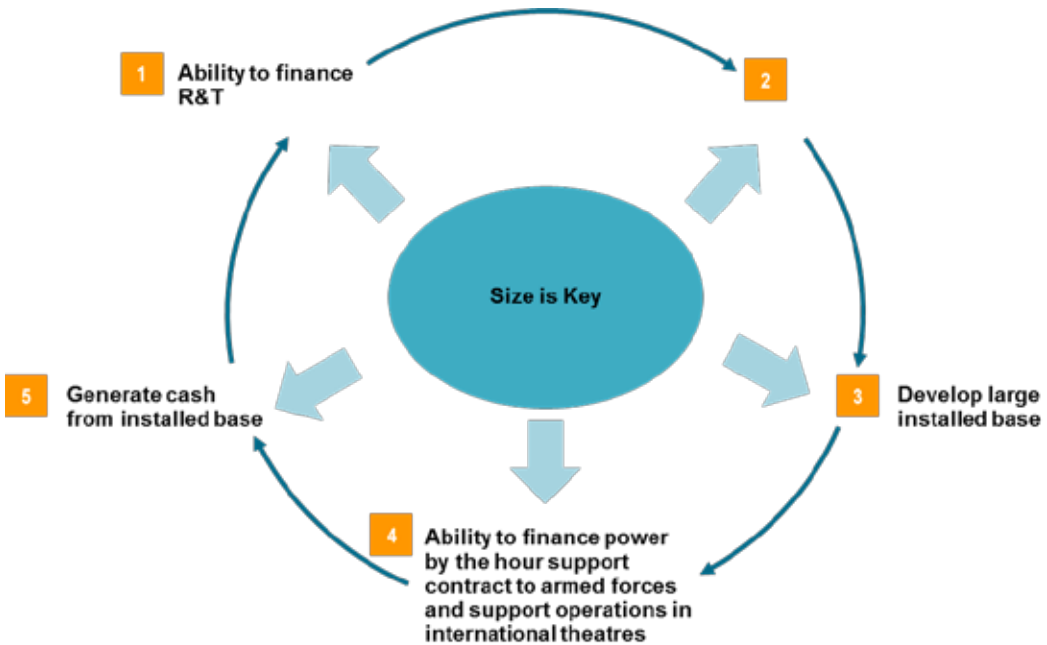 1
Ability to finance
R&T
2
Size is Key
5
Generate cash
from installed base
3
Develop large
installed base
4
Ability to finance power
by the hour support
contract to armed forces
and support operations in
international theatres